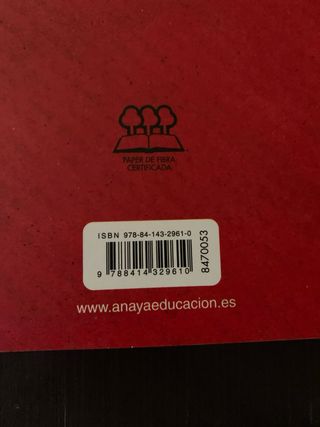 PAPER DE FIBRA
CERTIFICADA
ISBN 978-84-143-2961-0
9 788414 329610
8470053
www.anayaeducacion.es